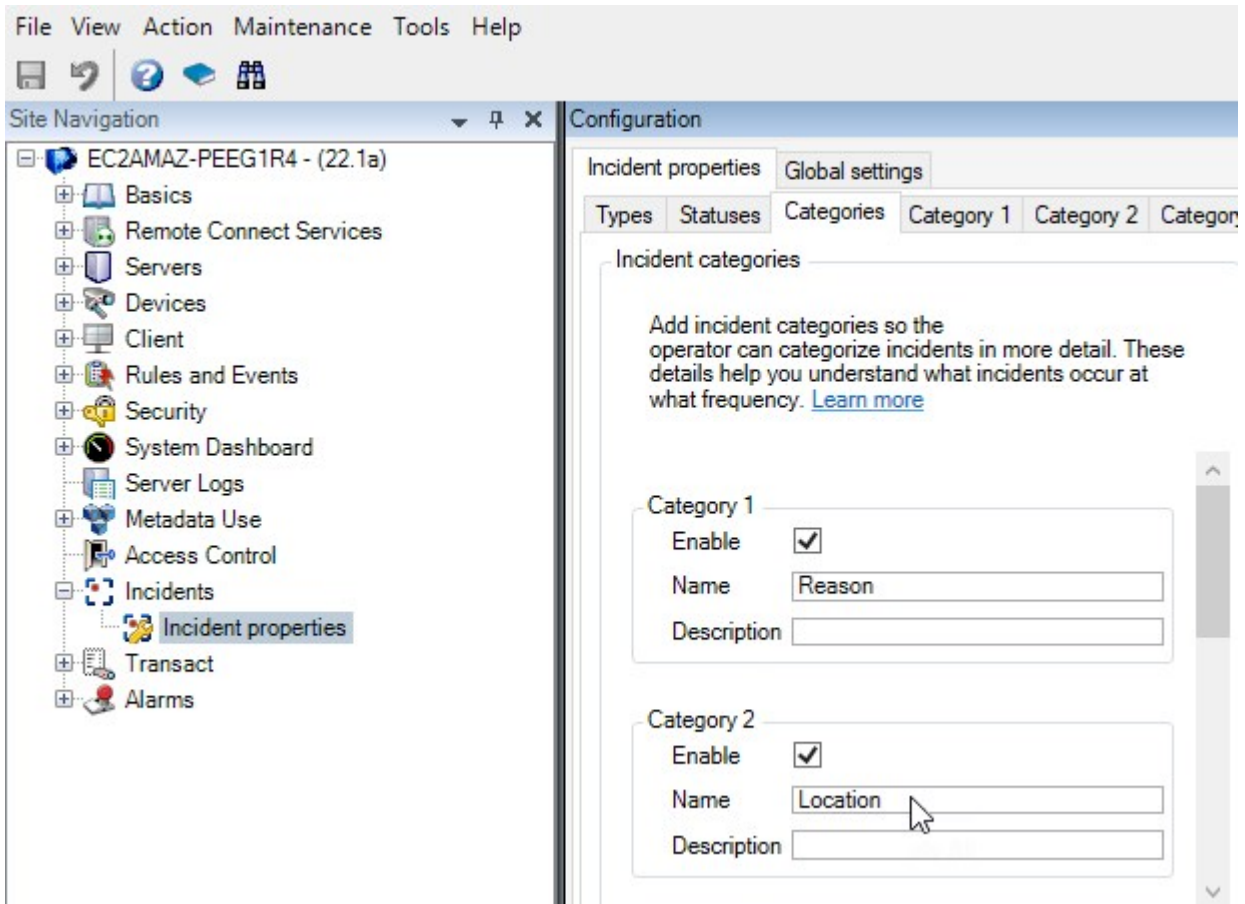 File View Action Maintenance Tools Help
Site Navigation
EC2AMAZ-PEEG1R4 - (22.1a)
Basics
Remote Connect Services
Servers
Devices
Client
Rules and Events
Security
System Dashboard
Server Logs
Metadata Use
Access Control
Incidents
Incident properties
Transact
Alarms
Configuration
Incident properties Global settings
Types Statuses Categories Category 1 Category 2 Category
Incident categories
Add incident categories so the
operator can categorize incidents in more detail. These
details help you understand what incidents occur at
what frequency. Learn more
Category 1
Enable
Name Reason
Description
Category 2
Enable
Name Location
Description